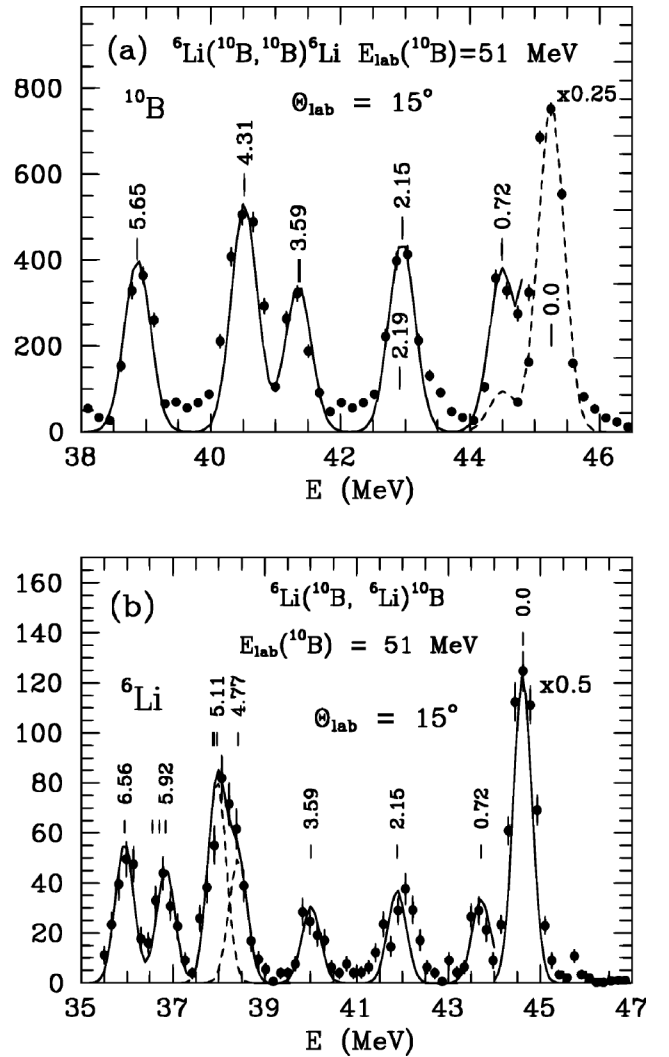 (a) ⁶Li(¹⁰B,¹⁰B)⁶Li E_lab(¹⁰B)=51 MeV
800
x0.25
¹⁰B
Θ_lab = 15°
4.31
600
5.65
3.59
2.15
0.72
400
2.19
0.0
200
0
38 40 42 44 46
E (MeV)
160
(b) ⁶Li(¹⁰B, ⁶Li)¹⁰B
0.0
140
E_lab(¹⁰B) = 51 MeV
120
x0.5
⁶Li
5.11
4.77
Θ_lab = 15°
100
6.56
5.92
80
3.59
2.15
0.72
60
40
20
0
35 37 39 41 43 45 47
E (MeV)